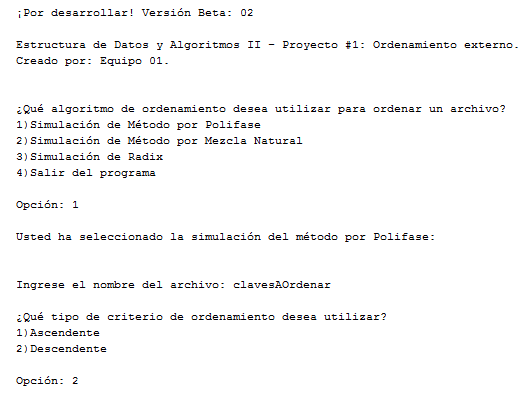 ¡Por desarrollar! Versión Beta: 02
Estructura de Datos y Algoritmos II - Proyecto #1: Ordenamiento externo.
Creado por: Equipo 01.
¿Qué algoritmo de ordenamiento desea utilizar para ordenar un archivo?
1)Simulación de Método por Polifase
2)Simulación de Método por Mezcla Natural
3)Simulación de Radix
4)Salir del programa
Opción: 1
Usted ha seleccionado la simulación del método por Polifase:
Ingrese el nombre del archivo: clavesAOrdenar
¿Qué tipo de criterio de ordenamiento desea utilizar?
1)Ascendente
2)Descendente
Opción: 2